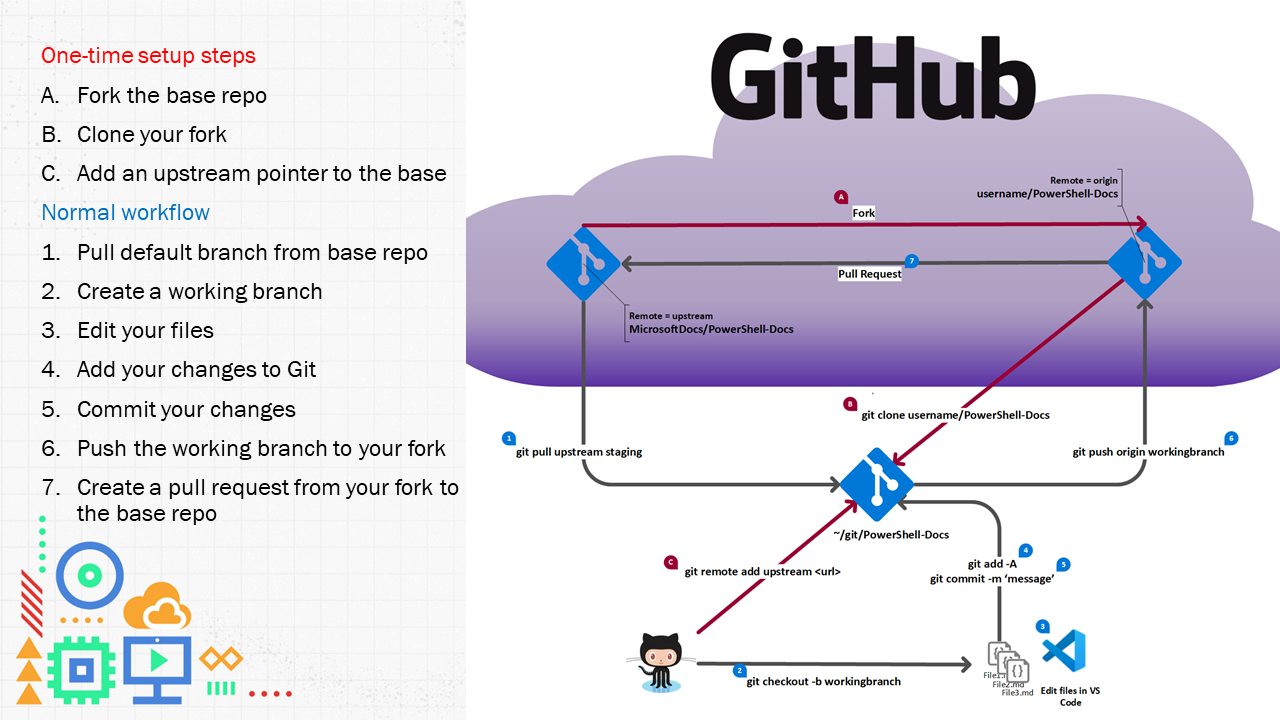 One-time setup steps
A. Fork the base repo
B. Clone your fork
C. Add an upstream pointer to the base
Normal workflow
1. Pull default branch from base repo
2. Create a working branch
3. Edit your files
4. Add your changes to Git
5. Commit your changes
6. Push the working branch to your fork
7. Create a pull request from your fork to
the base repo
GitHub
Remote = origin
username/PowerShell-Docs
A
Fork
7
Pull Request
Remote = upstream
MicrosoftDocs/PowerShell-Docs
B
git clone username/PowerShell-Docs
1
git pull upstream staging
6
git push origin workingbranch
~/git/PowerShell-Docs
C
git remote add upstream <url>
4
git add -A
5
git commit -m ‘message’
3
2
git checkout -b workingbranch
File3.md
Edit files in VS
Code